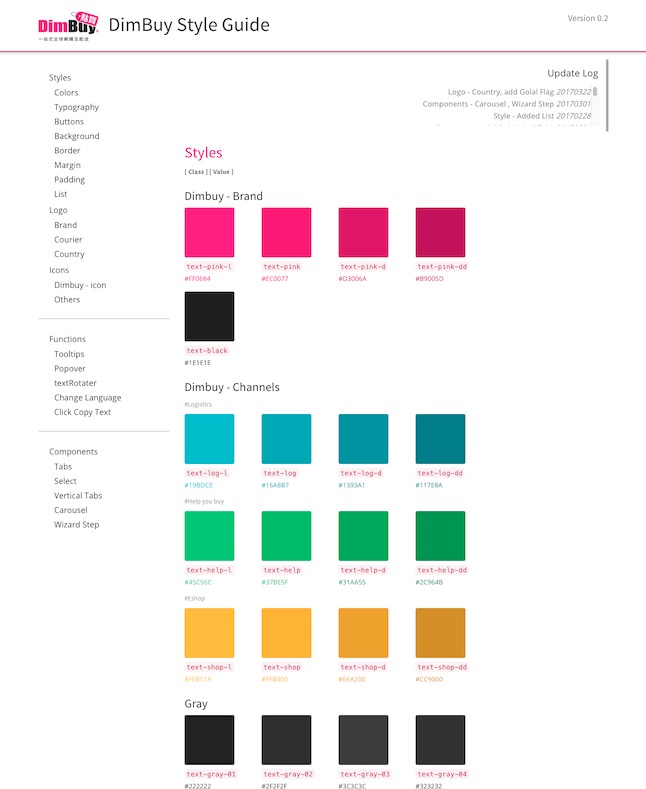 點買
DimBuy
一站式全球網購及配送
DimBuy Style Guide
Version 0.2
Update Log
Logo - Country, add Golal Flag 20170322
Components - Carousel , Wizard Step 20170301
Style - Added List 20170228
Styles
Colors
Typography
Buttons
Background
Border
Margin
Padding
List
Logo
Brand
Courier
Country
Icons
Dimbuy - icon
Others
Functions
Tooltips
Popover
textRotater
Change Language
Click Copy Text
Components
Tabs
Select
Vertical Tabs
Carousel
Wizard Step
Styles
[ Class ] [ Value ]
Dimbuy - Brand
text-pink-l text-pink text-pink-d text-pink-dd
#FF0684 #EC0077 #D3006A #B9005D
text-black
#1E1E1E
Dimbuy - Channels
#Logistics
text-log-l text-log text-log-d text-log-dd
#19BDCE #16A8B7 #1393A1 #117E8A
#Help you buy
text-help-l text-help text-help-d text-help-dd
#45C96C #37BE5F #31AA55 #2C964B
#Eshop
text-shop-l text-shop text-shop-d text-shop-dd
#FFBC1A #FFB400 #E6A200 #CC9000
Gray
text-gray-01 text-gray-02 text-gray-03 text-gray-04
#222222 #2F2F2F #3C3C3C #323232